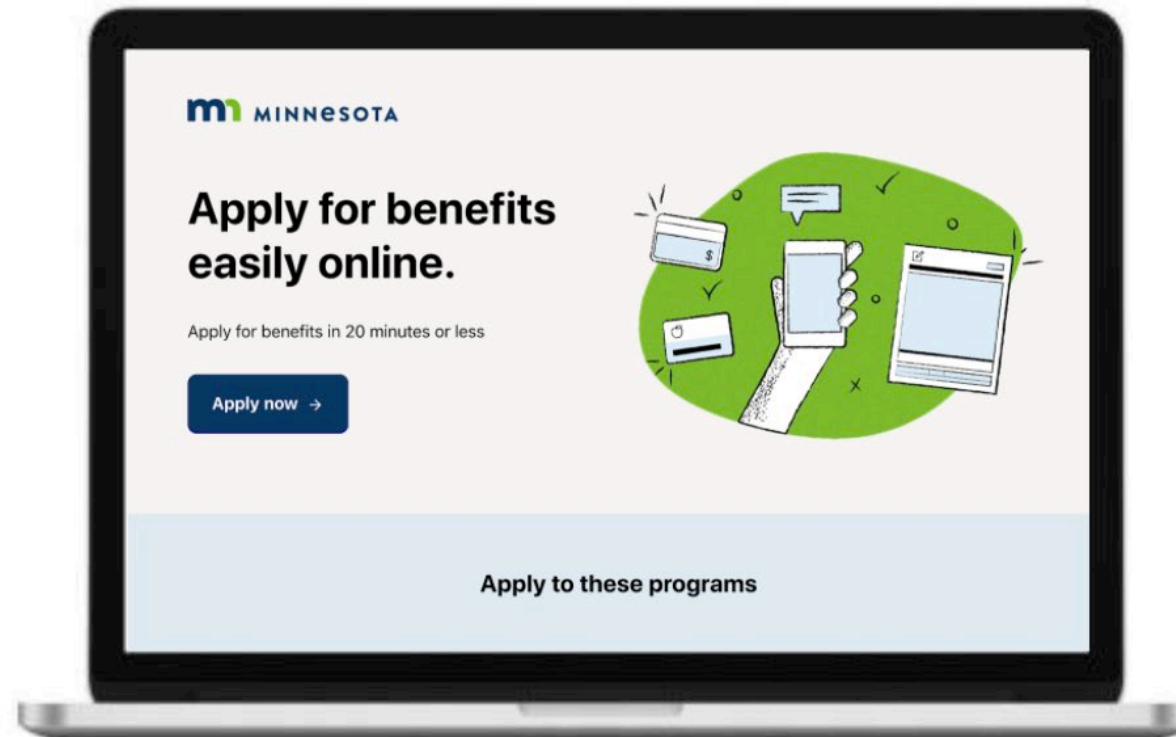 mn MINNESOTA
Apply for benefits
easily online.
Apply for benefits in 20 minutes or less
Apply now →
$
Apply to these programs